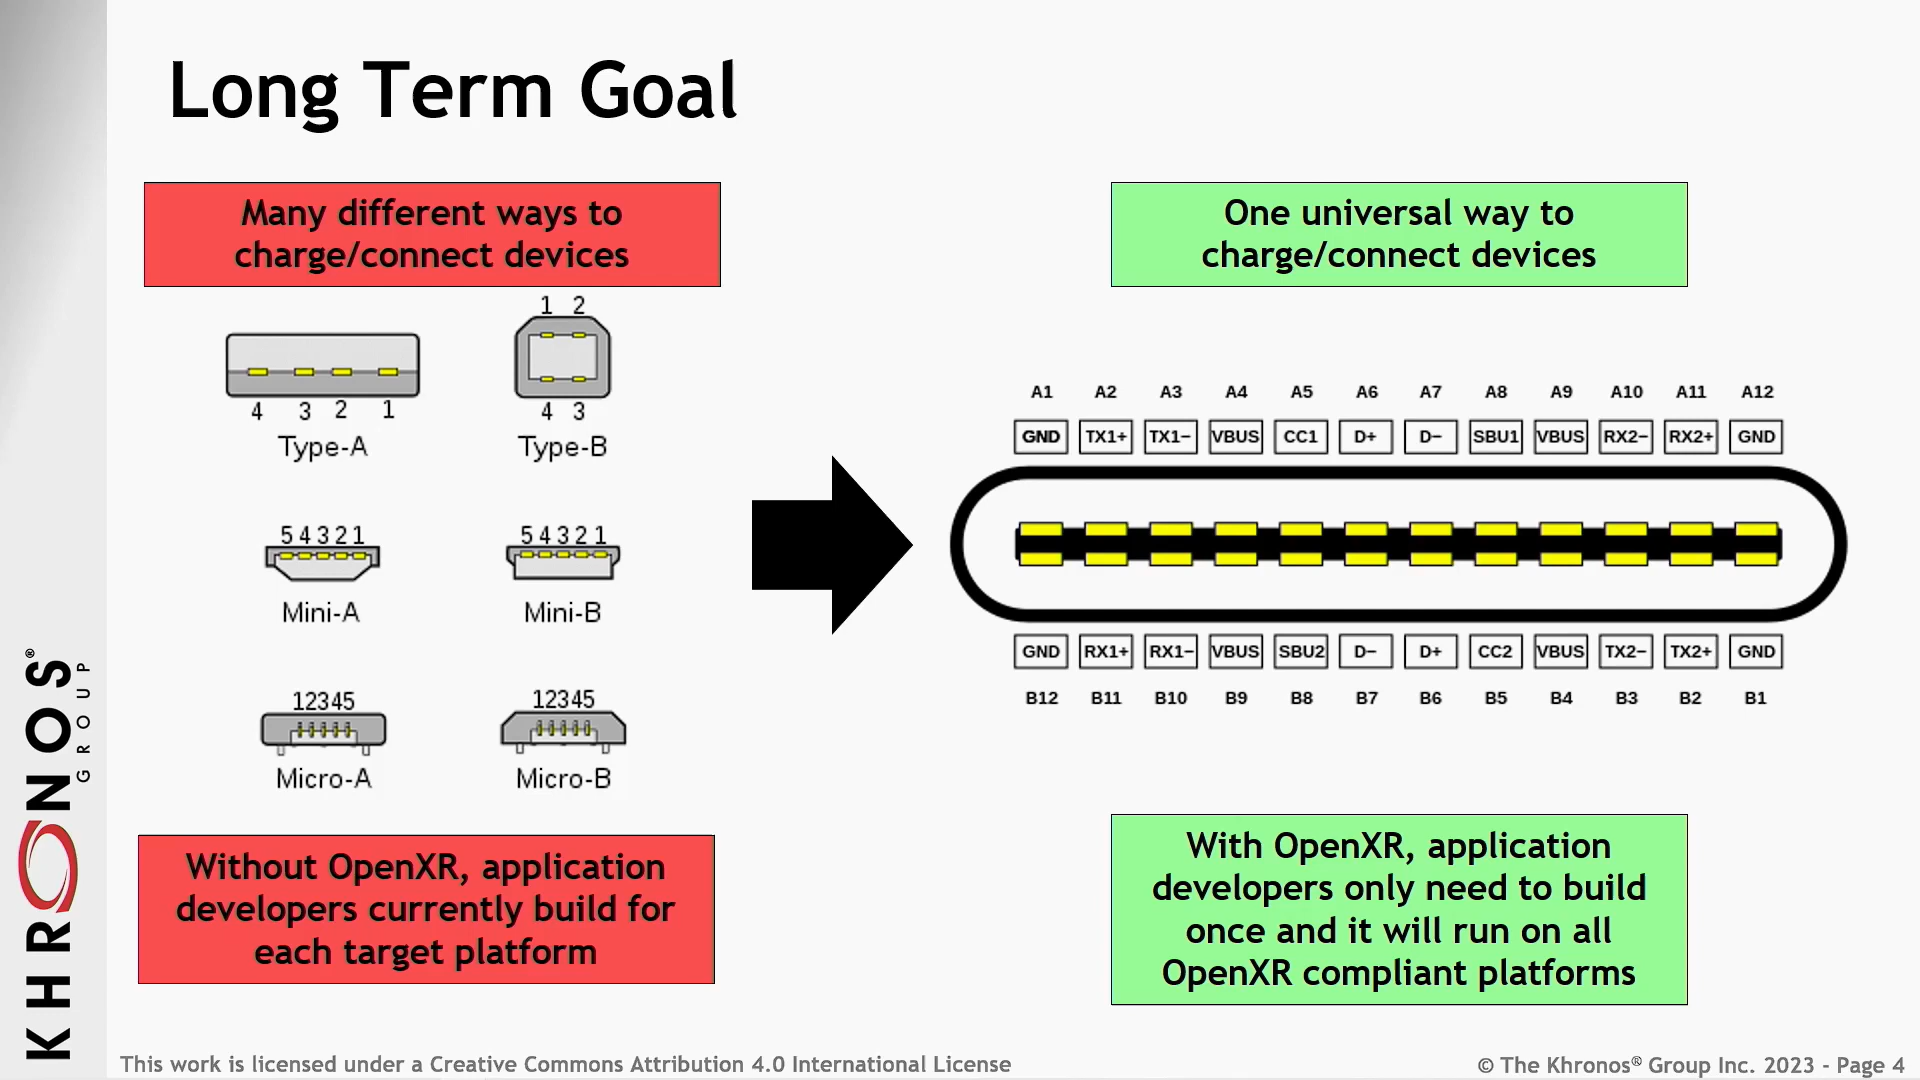 Long Term Goal
Many different ways to
charge/connect devices
1 2
4 3 2 1
4 3
Type-A
Type-B
5 4 3 2 1
5 4 3 2 1
Mini-A
Mini-B
12345
12345
Micro-A
Micro-B
Without OpenXR, application
developers currently build for
each target platform
One universal way to
charge/connect devices
A1 A2 A3 A4 A5 A6 A7 A8 A9 A10 A11 A12
GND TX1+ TX1− VBUS CC1 D+ D− SBU1 VBUS RX2− RX2+ GND
GND RX1+ RX1− VBUS SBU2 D− D+ CC2 VBUS TX2− TX2+ GND
B12 B11 B10 B9 B8 B7 B6 B5 B4 B3 B2 B1
With OpenXR, application
developers only need to build
once and it will run on all
OpenXR compliant platforms
KHRONOS®
GROUP
This work is licensed under a Creative Commons Attribution 4.0 International License
© The Khronos® Group Inc. 2023 - Page 4